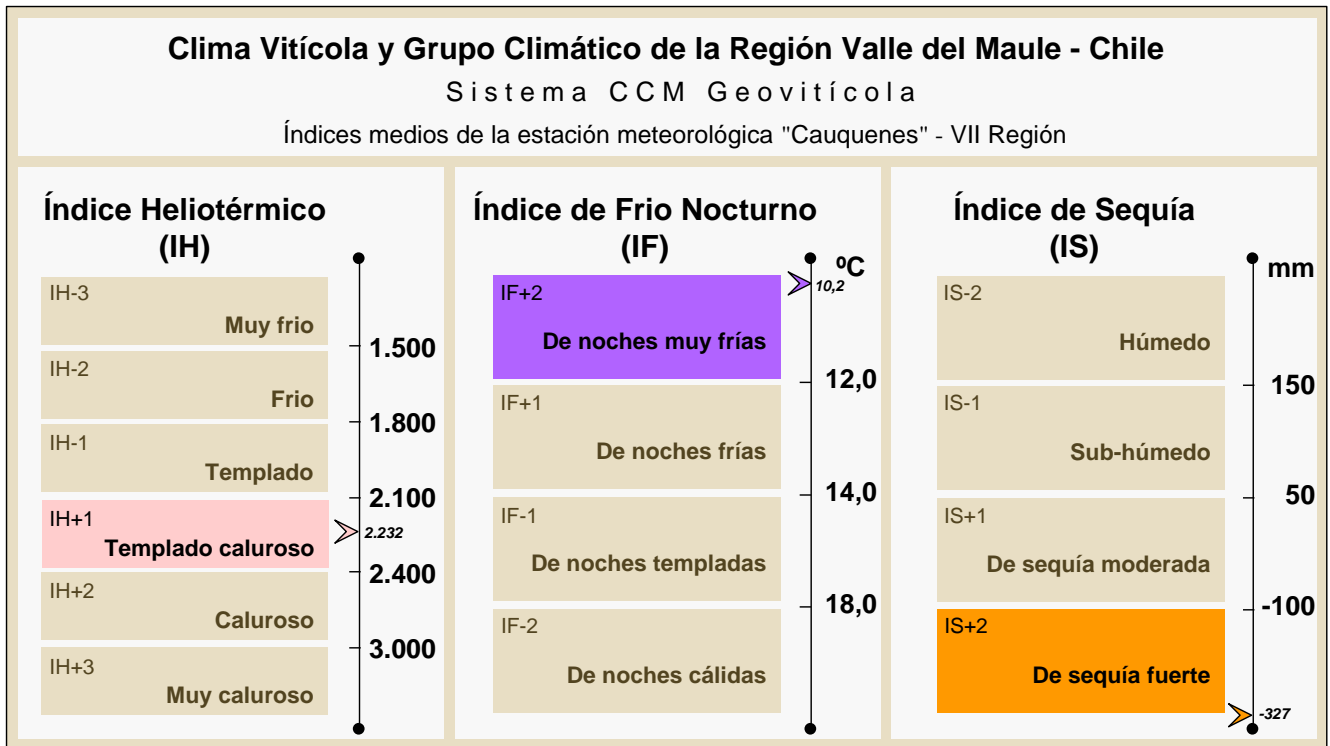 Clima Vitícola y Grupo Climático de la Región Valle del Maule - Chile
Sistema CCM Geovitícola
Índices medios de la estación meteorológica "Cauquenes" - VII Región
Índice Heliotérmico
(IH)
IH-3
Muy frio
1.500
IH-2
Frio
1.800
IH-1
Templado
2.100
IH+1
2.232
Templado caluroso
2.400
IH+2
Caluroso
3.000
IH+3
Muy caluroso
Índice de Frio Nocturno
(IF)
ºC
10,2
IF+2
De noches muy frías
12,0
IF+1
De noches frías
14,0
IF-1
De noches templadas
18,0
IF-2
De noches cálidas
Índice de Sequía
(IS)
mm
IS-2
Húmedo
150
IS-1
Sub-húmedo
50
IS+1
De sequía moderada
-100
IS+2
De sequía fuerte
-327